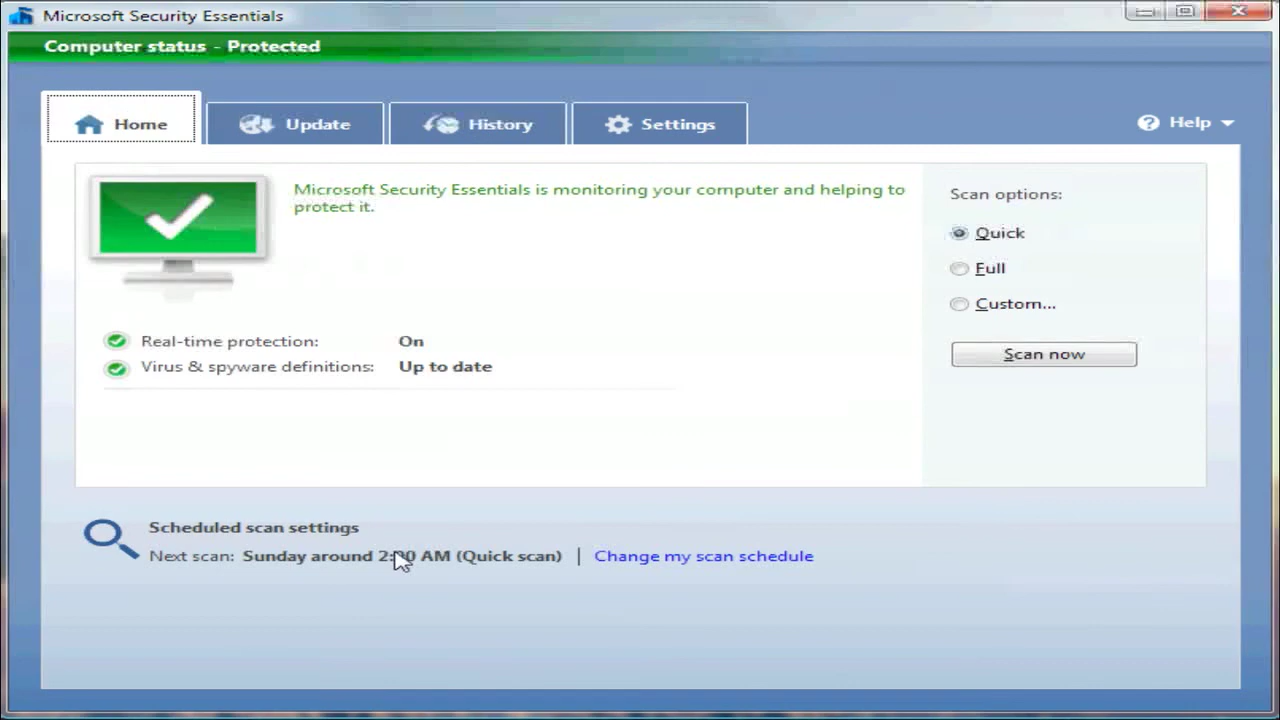 Microsoft Security Essentials
Computer status - Protected
Home
Update
History
Settings
Help
Microsoft Security Essentials is monitoring your computer and helping to
protect it.
Real-time protection: On
Virus & spyware definitions: Up to date
Scan options:
Quick
Full
Custom...
Scan now
Scheduled scan settings
Next scan: Sunday around 2:00 AM (Quick scan) | Change my scan schedule